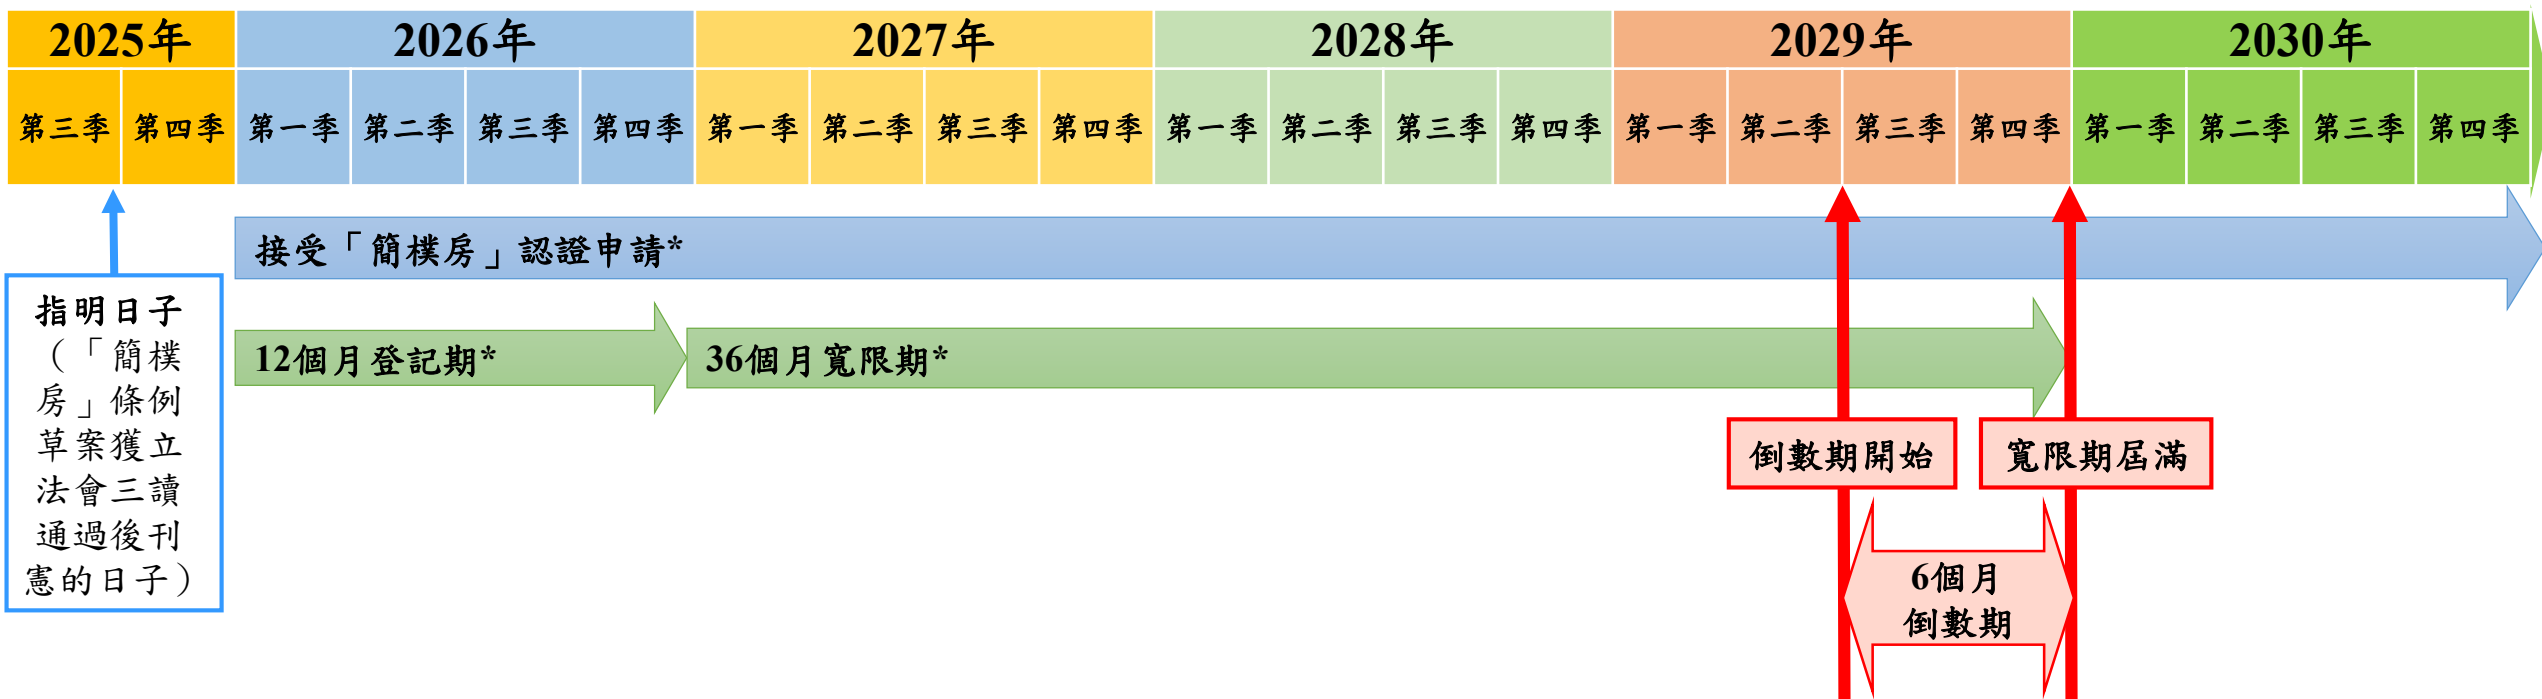 2025年 2026年 2027年 2028年 2029年 2030年
第三季 第四季 第一季 第二季 第三季 第四季 第一季 第二季 第三季 第四季 第一季 第二季 第三季 第四季 第一季 第二季 第三季 第四季 第一季 第二季 第三季 第四季
接受「簡樸房」認證申請*
12個月登記期*
36個月寬限期*
指明日子
（「簡樸
房」條例
草案獲立
法會三讀
通過後刊
憲的日子）
倒數期開始
寬限期屆滿
6個月
倒數期